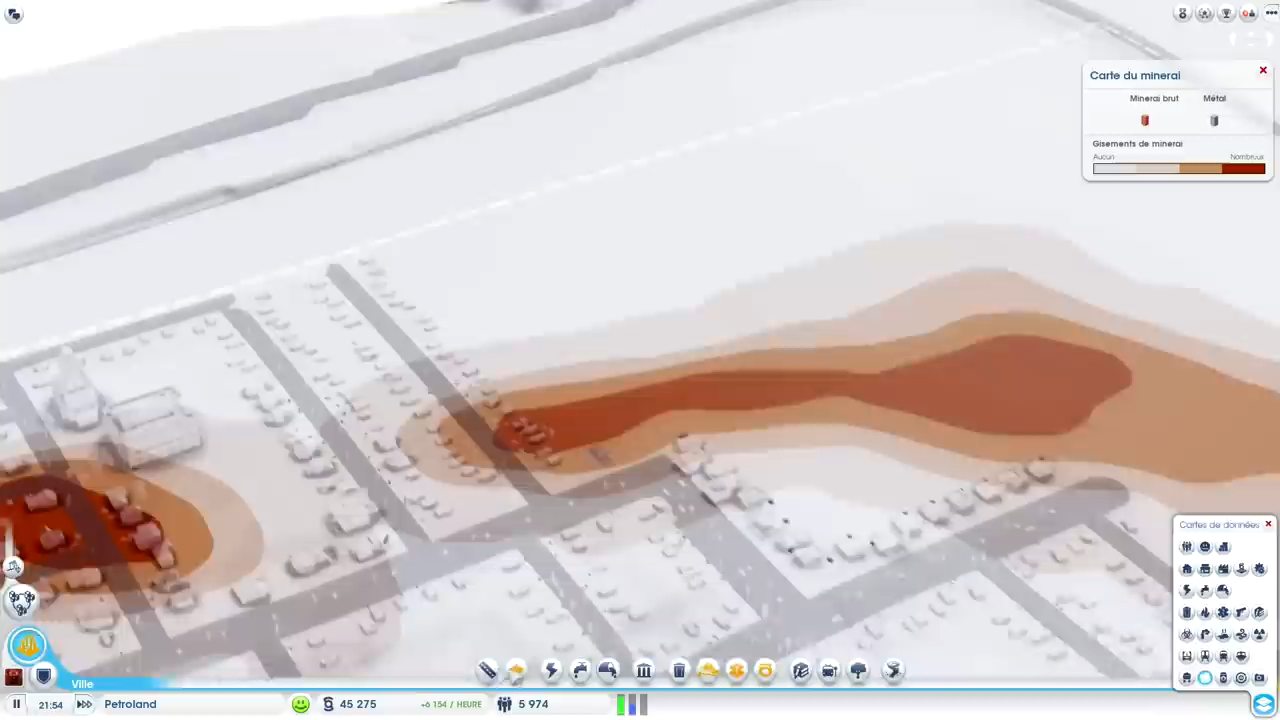 Carte du minerai
Minerai brut Métal
Gisements de minerai
Aucun Nombreux
Cartes de données
Ville
21:54 Petroland 45 275 +6 154 / HEURE 5 974